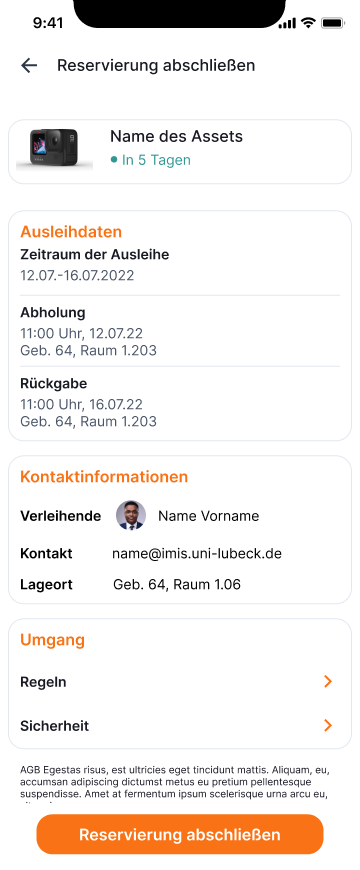 9:41
Reservierung abschließen
Name des Assets
In 5 Tagen
Ausleihdaten
Zeitraum der Ausleihe
12.07.-16.07.2022
Abholung
11:00 Uhr, 12.07.22
Geb. 64, Raum 1.203
Rückgabe
11:00 Uhr, 16.07.22
Geb. 64, Raum 1.203
Kontaktinformationen
Verleihende Name Vorname
Kontakt name@imis.uni-luebeck.de
Lageort Geb. 64, Raum 1.06
Umgang
Regeln
Sicherheit
AGB Egestas risus, est ultricies eget tincidunt mattis. Aliquam, eu,
accumsan adipiscing dictumst metus eu pretium pellentesque
suspendisse. Amet at fermentum ipsum scelerisque urna arcu eu,
Reservierung abschließen